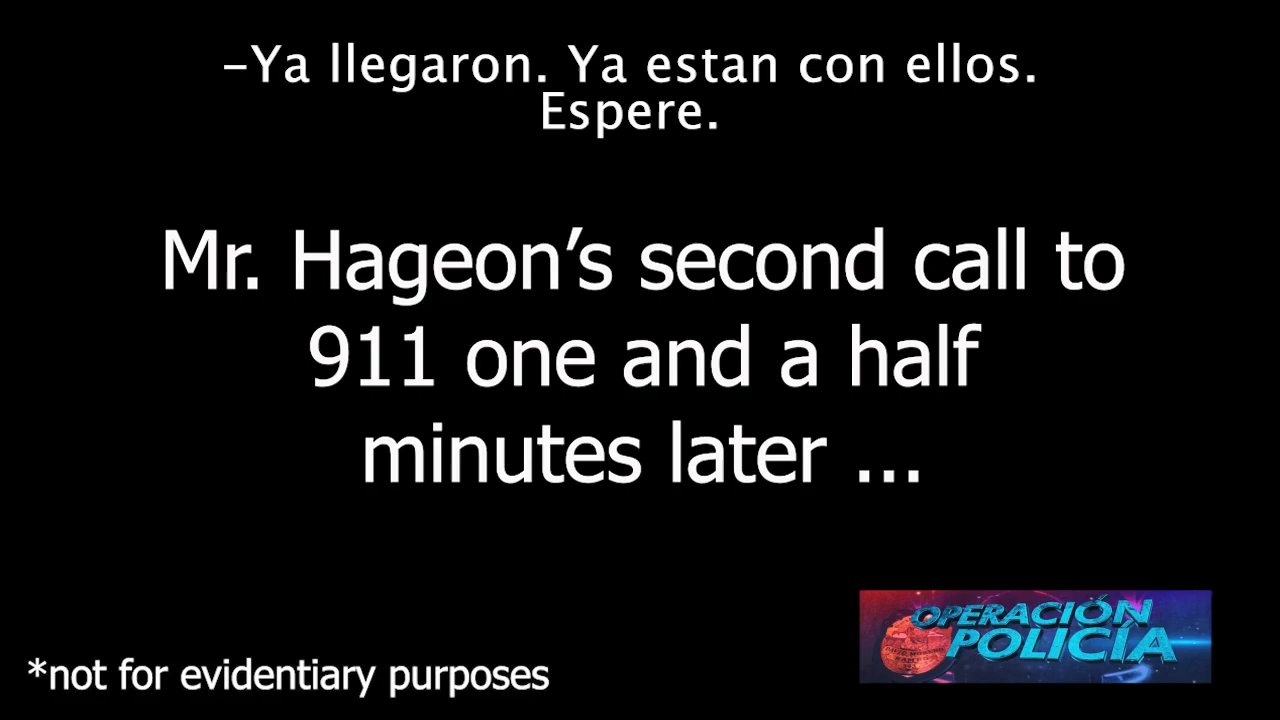 -Ya llegaron. Ya estan con ellos.
Espere.
Mr. Hageon’s second call to
911 one and a half
minutes later ...
OPERACIÓN
POLICÍA
*not for evidentiary purposes